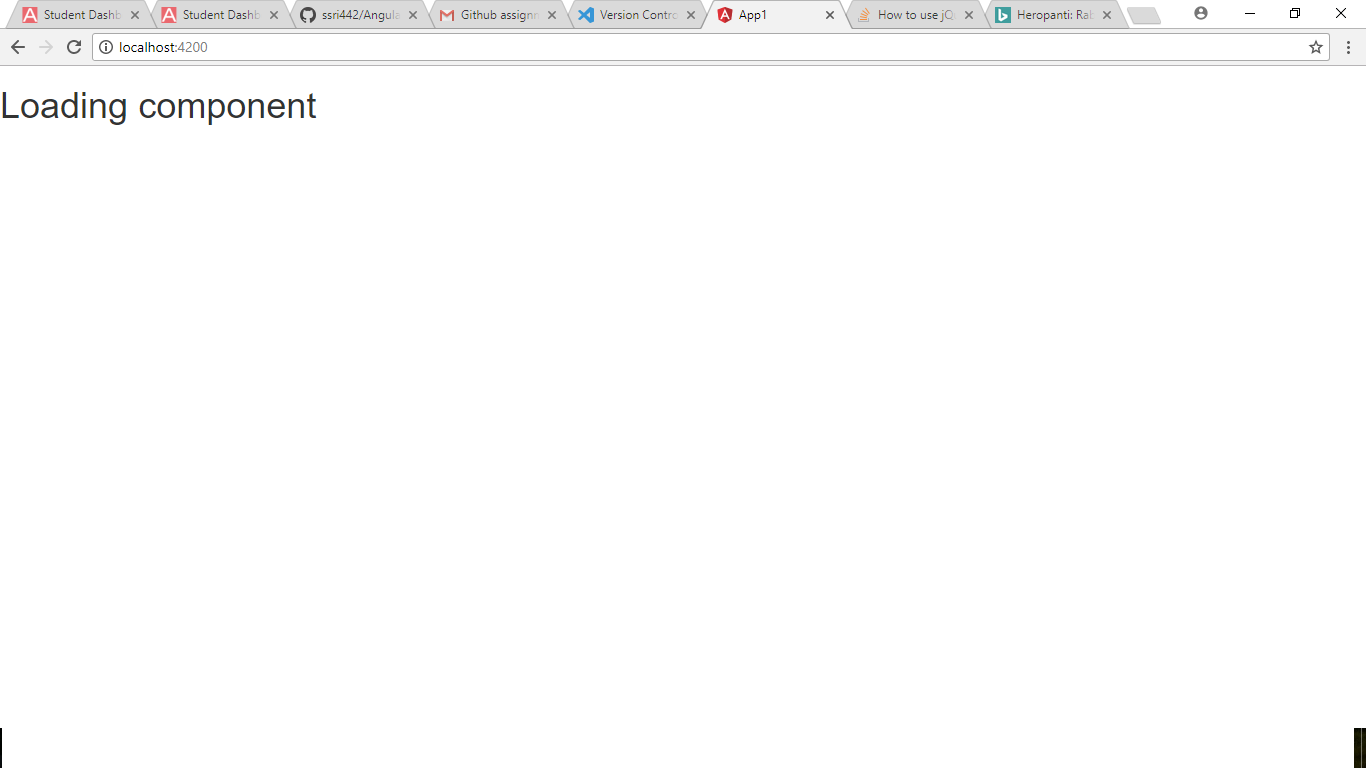 Student Dashb
Student Dashb
ssri442/Angula
Github assignm
Version Contro
App1
How to use jQ
Heropanti: Rab
localhost:4200
Loading component